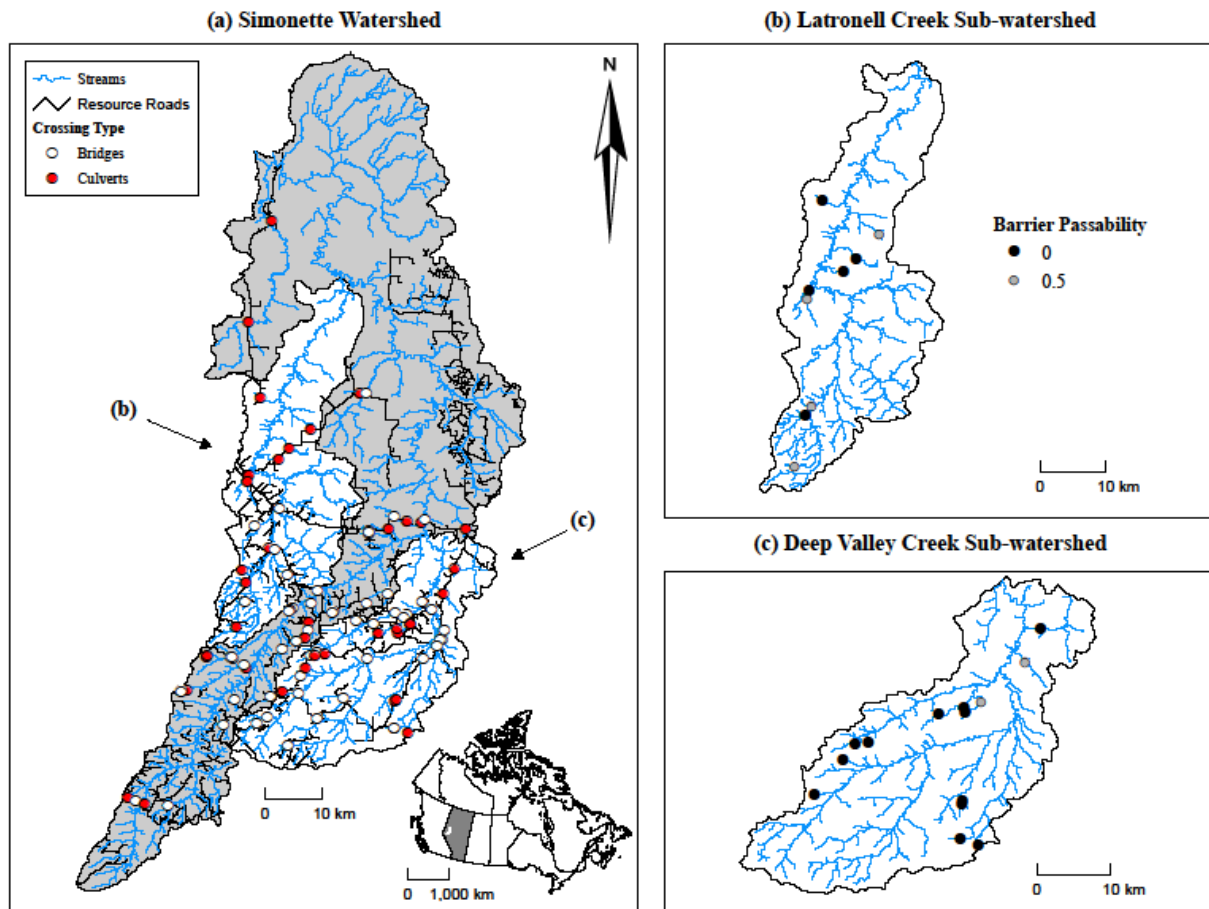 (a) Simonette Watershed
Streams
Resource Roads
Crossing Type
Bridges
Culverts
N
(b)
(c)
0 10 km
0 1,000 km
(b) Latronell Creek Sub-watershed
Barrier Passability
0
0.5
0 10 km
(c) Deep Valley Creek Sub-watershed
0 10 km